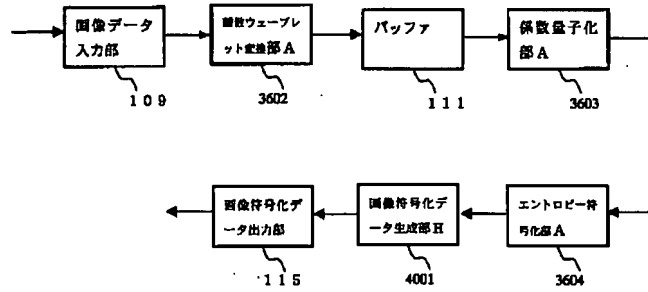 画像データ
入力部
離散ウェーブレ
ット変換部A
バッファ
係数量子化
部A
109
3602
111
3603
画像符号化デ
ータ出力部
画像符号化デ
ータ生成部H
エントロピー符
号化部A
115
4001
3604